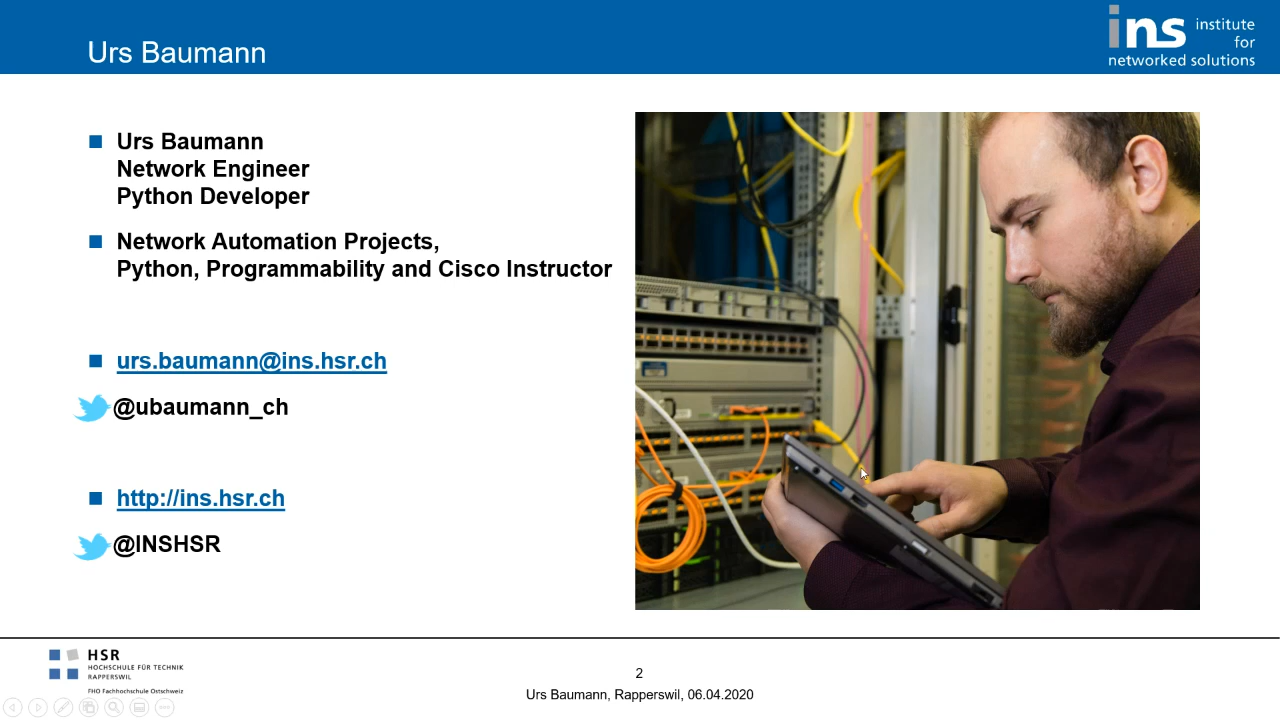 Urs Baumann
ins institute
for
networked solutions
Urs Baumann
Network Engineer
Python Developer
Network Automation Projects,
Python, Programmability and Cisco Instructor
urs.baumann@ins.hsr.ch
@ubaumann_ch
http://ins.hsr.ch
@INSHSR
HSR
HOCHSCHULE FÜR TECHNIK
RAPPERSWIL
FHO Fachhochschule Ostschweiz
2
Urs Baumann, Rapperswil, 06.04.2020